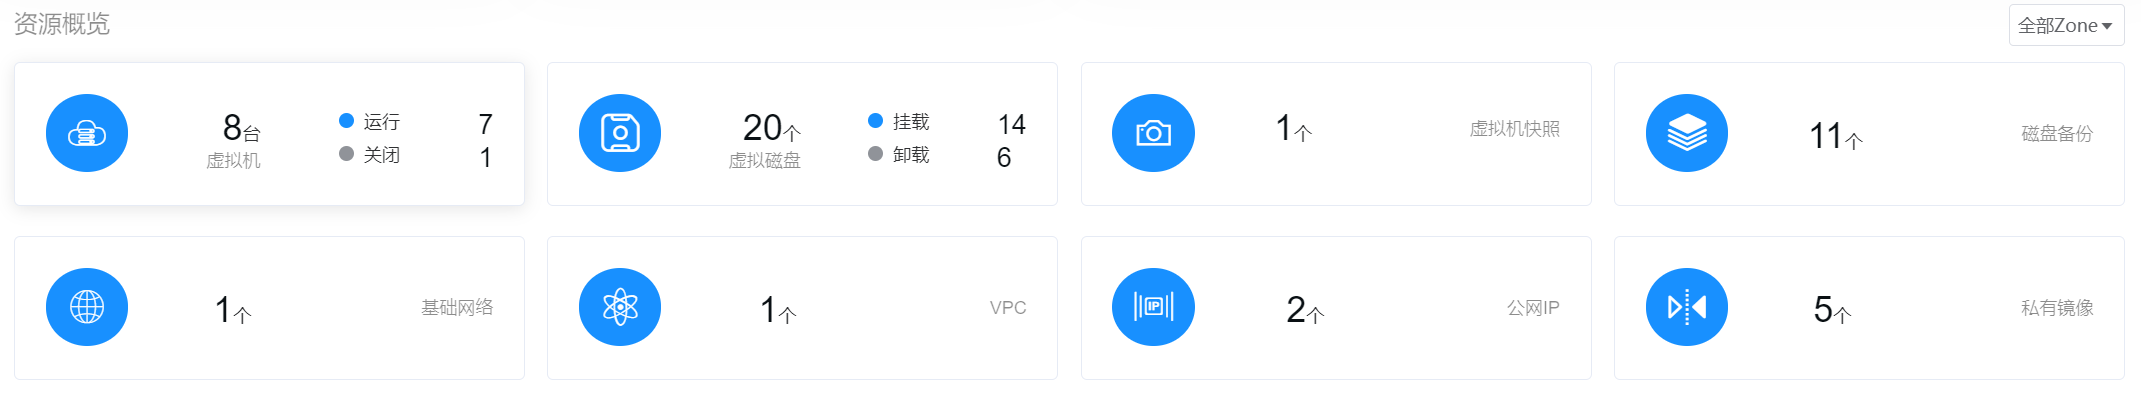 资源概览
全部Zone
8台
虚拟机
运行 7
关闭 1
20个
虚拟磁盘
挂载 14
卸载 6
1个
虚拟机快照
11个
磁盘备份
1个
基础网络
1个
VPC
IP
2个
公网IP
5个
私有镜像